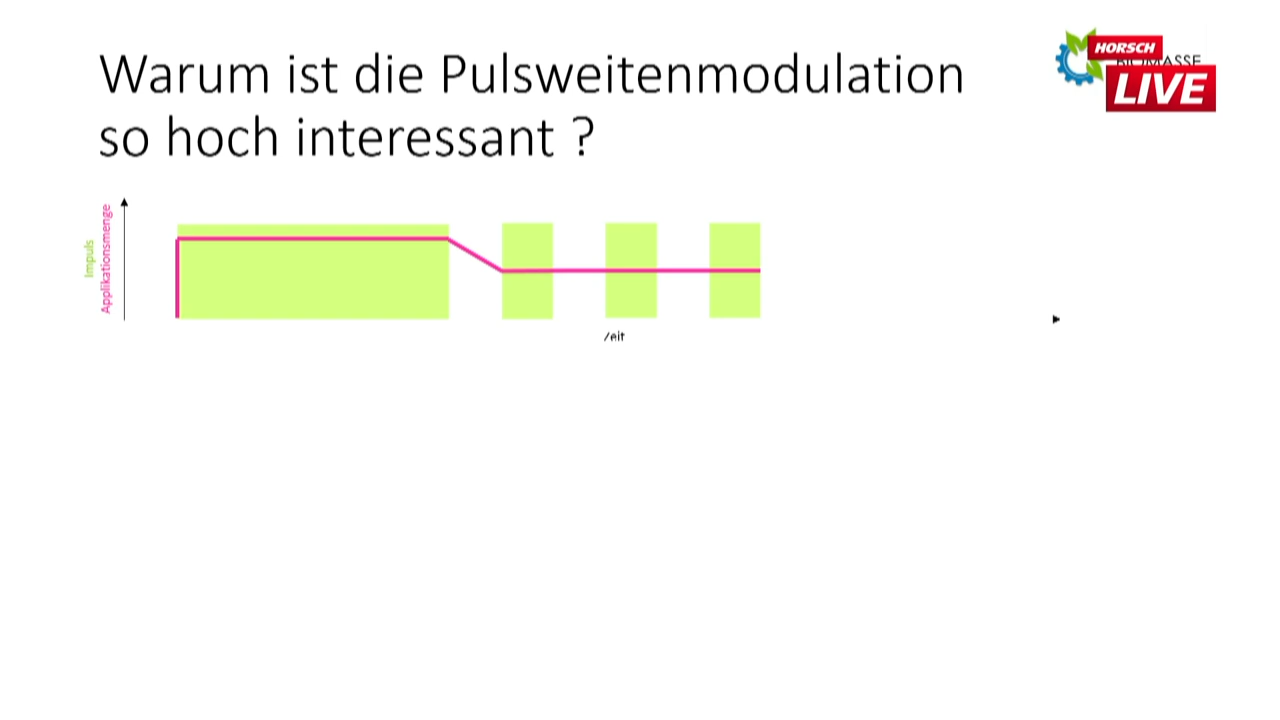 Warum ist die Pulsweitenmodulation
so hoch interessant ?
HORSCH
LIVE
Impuls
Applikationsmenge